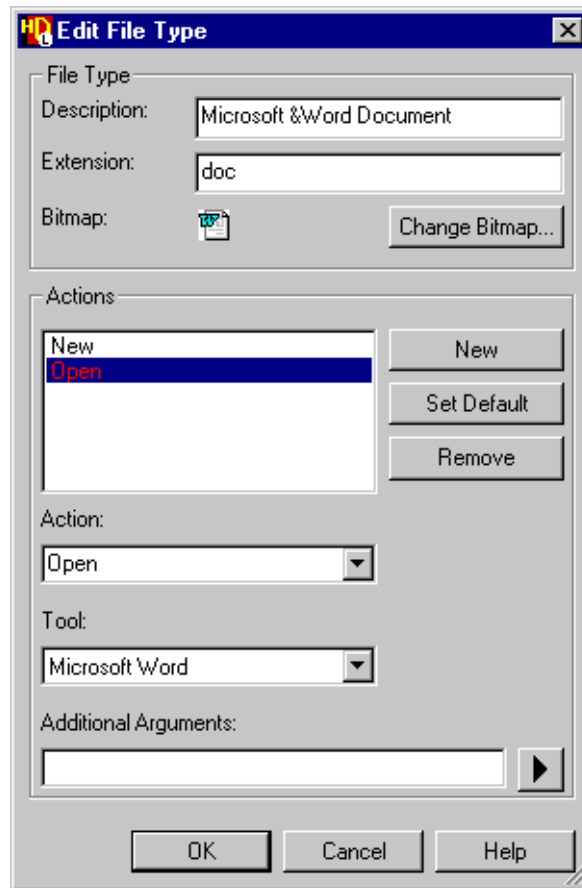 HDL Edit File Type
File Type
Description: Microsoft &Word Document
Extension: doc
Bitmap: Change Bitmap...
Actions
New New
Open
Set Default
Remove
Action:
Open
Tool:
Microsoft Word
Additional Arguments:
OK Cancel Help